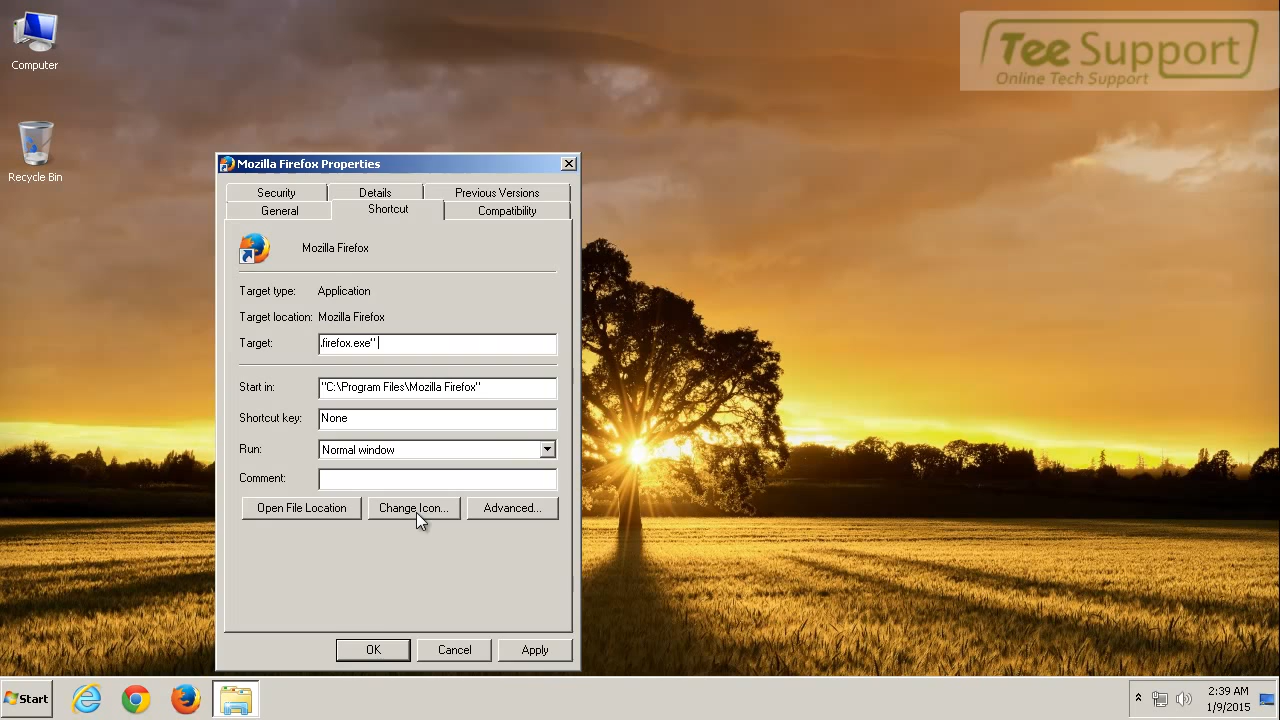 Computer
Tee Support
Online Tech Support
Recycle Bin
Mozilla Firefox Properties
Security Details Previous Versions
General Shortcut Compatibility
Mozilla Firefox
Target type: Application
Target location: Mozilla Firefox
Target: .firefox.exe"
Start in: "C:\Program Files\Mozilla Firefox"
Shortcut key: None
Run: Normal window
Comment:
Open File Location Change Icon... Advanced...
OK Cancel Apply
Start
2:39 AM
1/9/2015